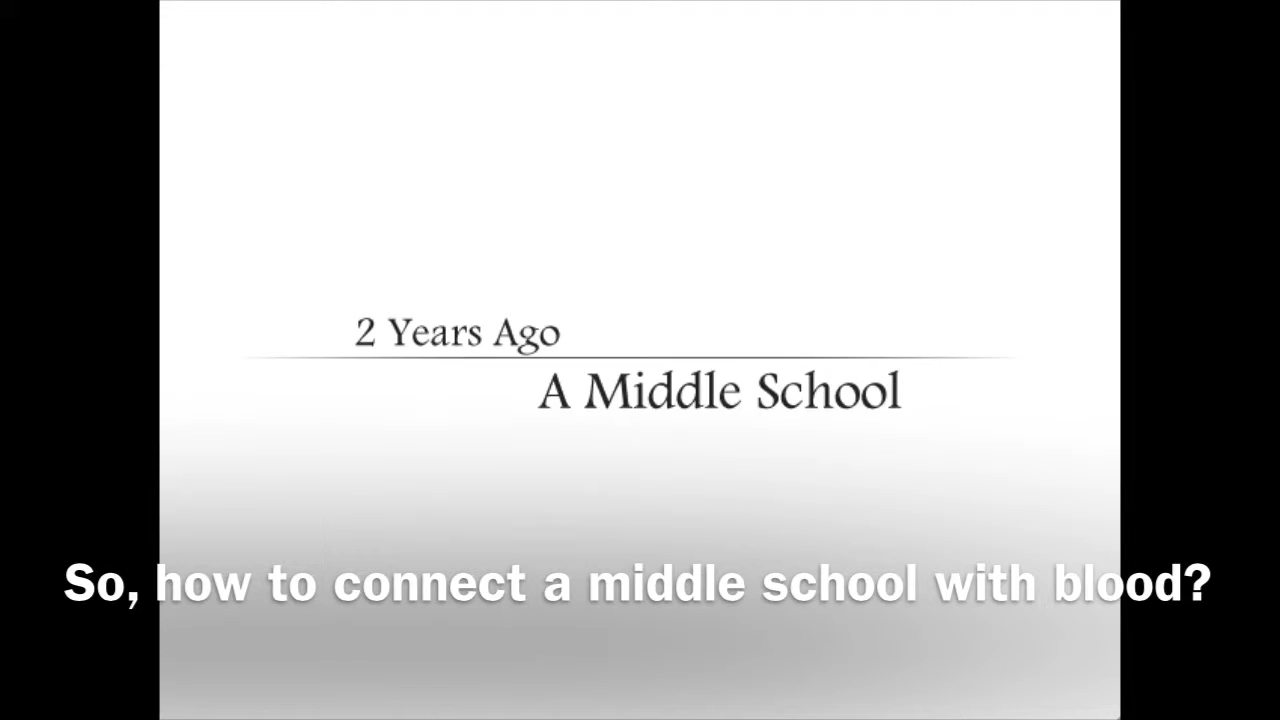 2 Years Ago
A Middle School
So, how to connect a middle school with blood?